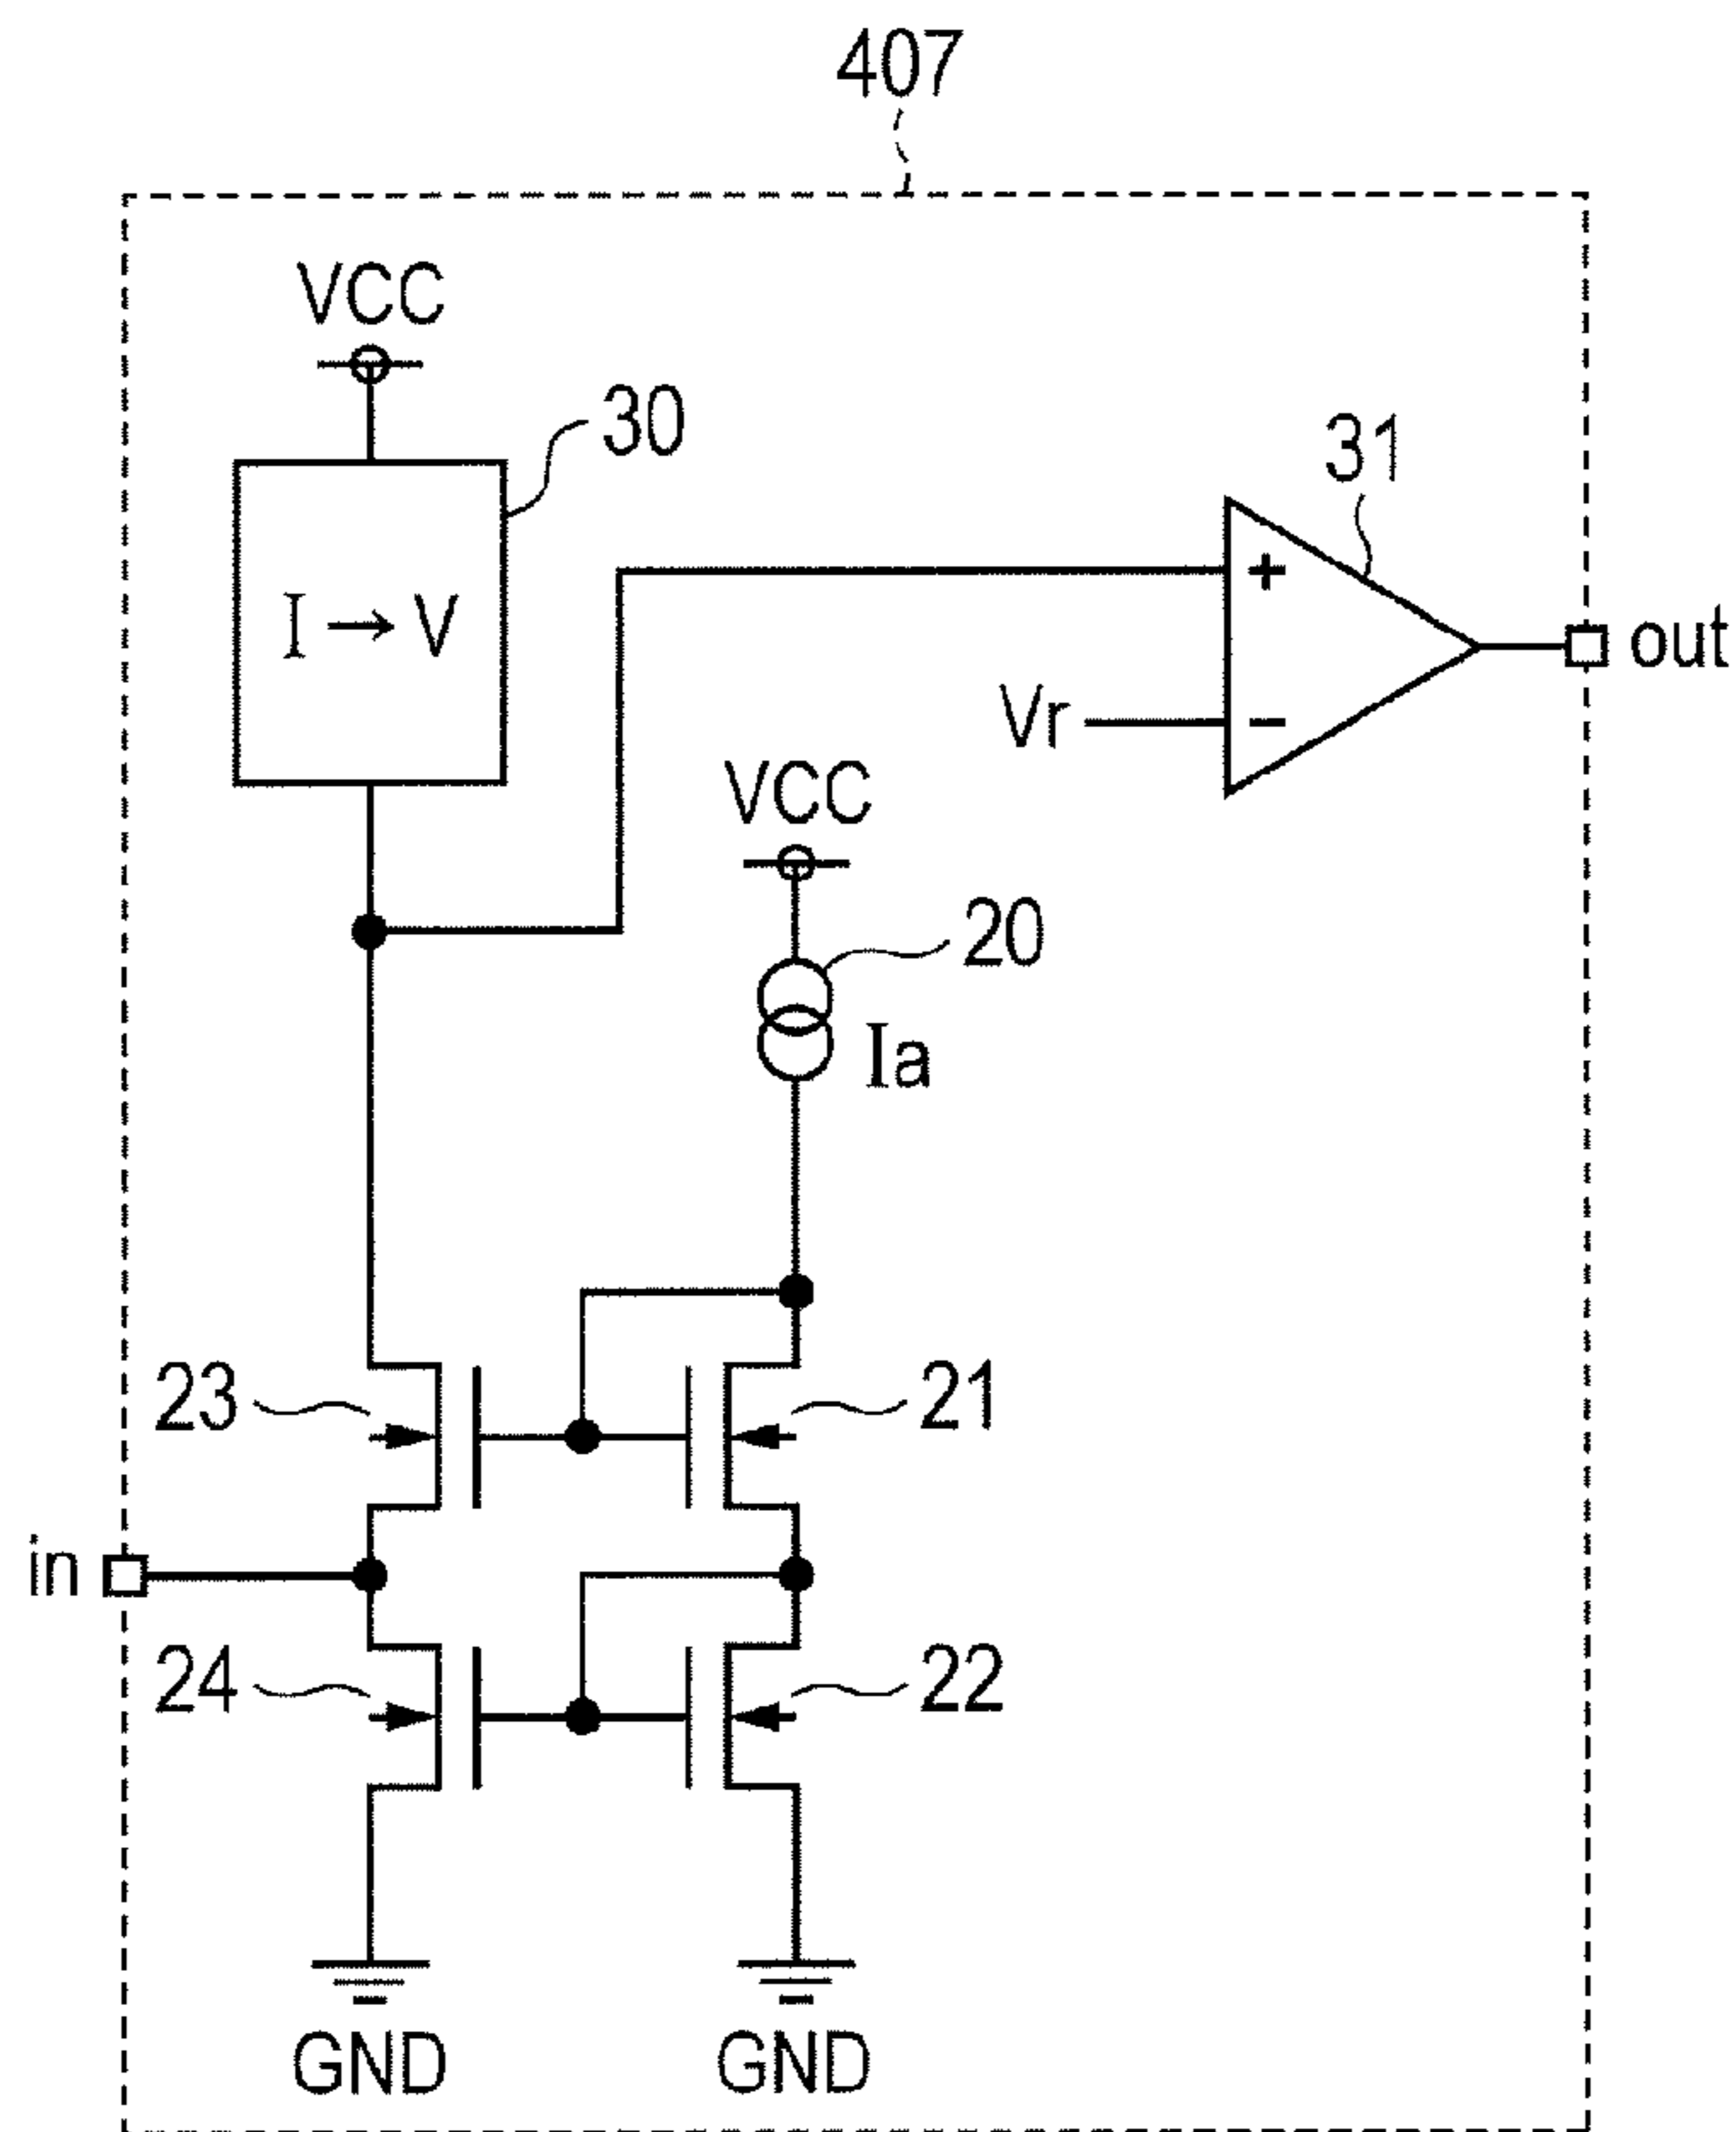 407
VCC
30
I → V
31
+
out
Vr
−
VCC
20
Ia
23
21
in
24
22
GND
GND